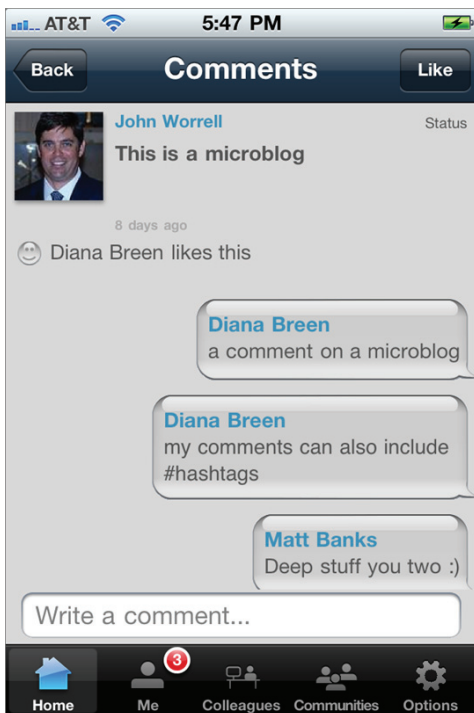 AT&T 5:47 PM
Back Comments Like
John Worrell Status
This is a microblog
8 days ago
Diana Breen likes this
Diana Breen
a comment on a microblog
Diana Breen
my comments can also include
#hashtags
Matt Banks
Deep stuff you two :)
Write a comment...
3
Home Me Colleagues Communities Options